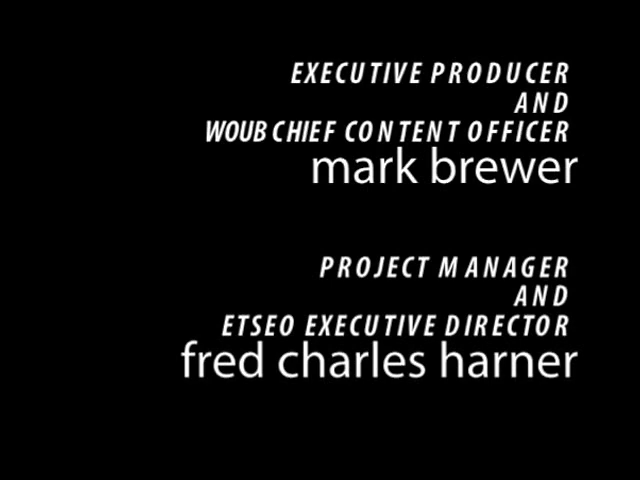 EXECUTIVE PRODUCER
AND
WOUB CHIEF CONTENT OFFICER
mark brewer
PROJECT MANAGER
AND
ETSEO EXECUTIVE DIRECTOR
fred charles harner